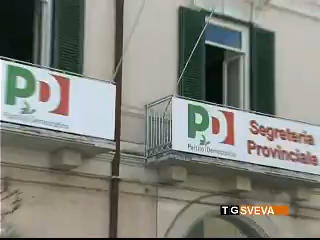 PD
Partito Democratico
PD
Partito Democratico
Segreteria
Provinciale
TGSVEVA